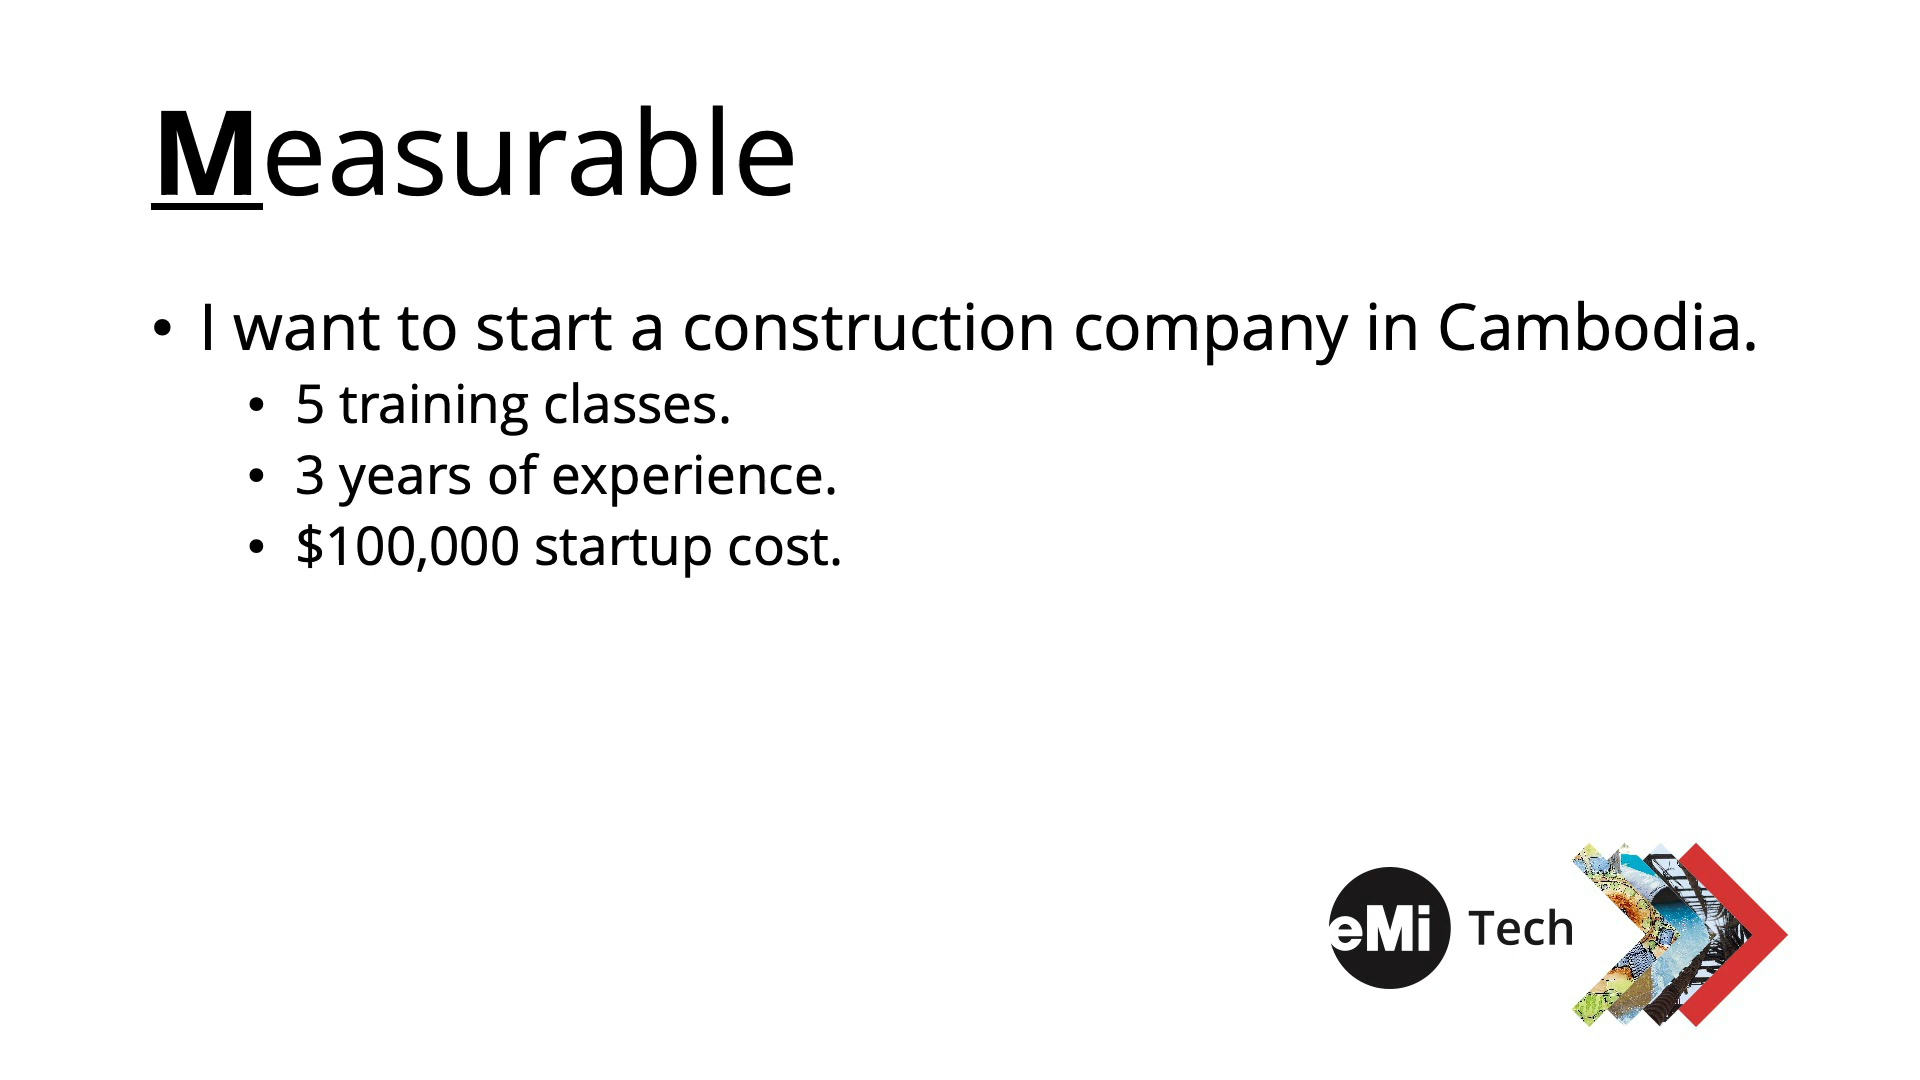 Measurable
• I want to start a construction company in Cambodia.
• 5 training classes.
• 3 years of experience.
• $100,000 startup cost.
eMi Tech